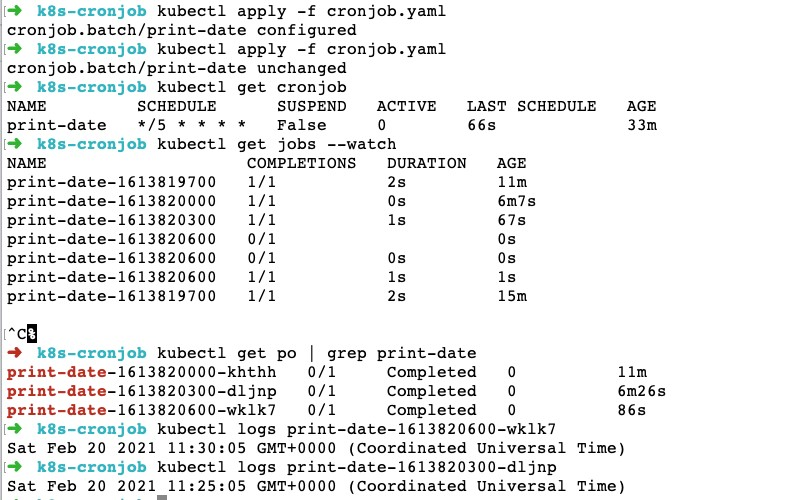 ➜ k8s-cronjob kubectl apply -f cronjob.yaml
cronjob.batch/print-date configured
➜ k8s-cronjob kubectl apply -f cronjob.yaml
cronjob.batch/print-date unchanged
➜ k8s-cronjob kubectl get cronjob
NAME SCHEDULE SUSPEND ACTIVE LAST SCHEDULE AGE
print-date */5 * * * * False 0 66s 33m
➜ k8s-cronjob kubectl get jobs --watch
NAME COMPLETIONS DURATION AGE
print-date-1613819700 1/1 2s 11m
print-date-1613820000 1/1 0s 6m7s
print-date-1613820300 1/1 1s 67s
print-date-1613820600 0/1 0s
print-date-1613820600 0/1 0s 0s
print-date-1613820600 1/1 1s 1s
print-date-1613819700 1/1 2s 15m
^C%
➜ k8s-cronjob kubectl get po | grep print-date
print-date-1613820000-khthh 0/1 Completed 0 11m
print-date-1613820300-dljnp 0/1 Completed 0 6m26s
print-date-1613820600-wklk7 0/1 Completed 0 86s
➜ k8s-cronjob kubectl logs print-date-1613820600-wklk7
Sat Feb 20 2021 11:30:05 GMT+0000 (Coordinated Universal Time)
➜ k8s-cronjob kubectl logs print-date-1613820300-dljnp
Sat Feb 20 2021 11:25:05 GMT+0000 (Coordinated Universal Time)